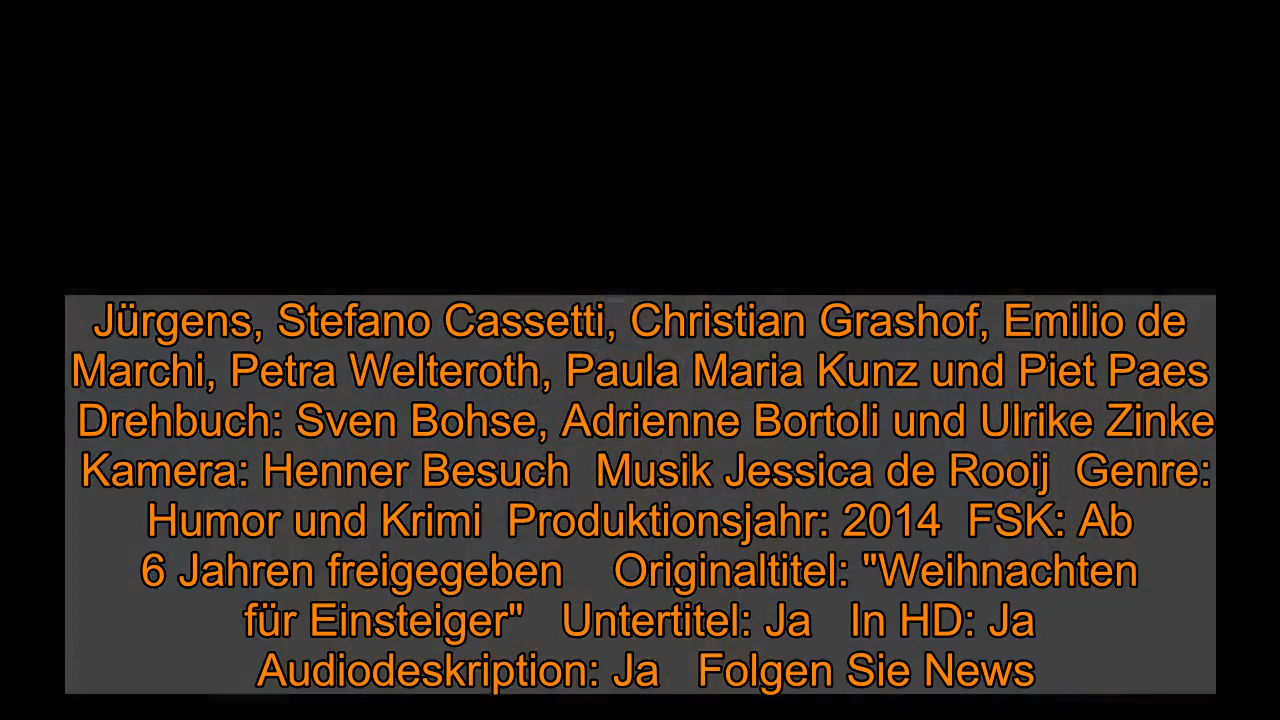 Jürgens, Stefano Cassetti, Christian Grashof, Emilio de
Marchi, Petra Welteroth, Paula Maria Kunz und Piet Paes
Drehbuch: Sven Bohse, Adrienne Bortoli und Ulrike Zinke
Kamera: Henner Besuch  Musik Jessica de Rooij  Genre:
Humor und Krimi  Produktionsjahr: 2014  FSK: Ab
6 Jahren freigegeben    Originaltitel: "Weihnachten
für Einsteiger"   Untertitel: Ja   In HD: Ja
Audiodeskription: Ja   Folgen Sie News